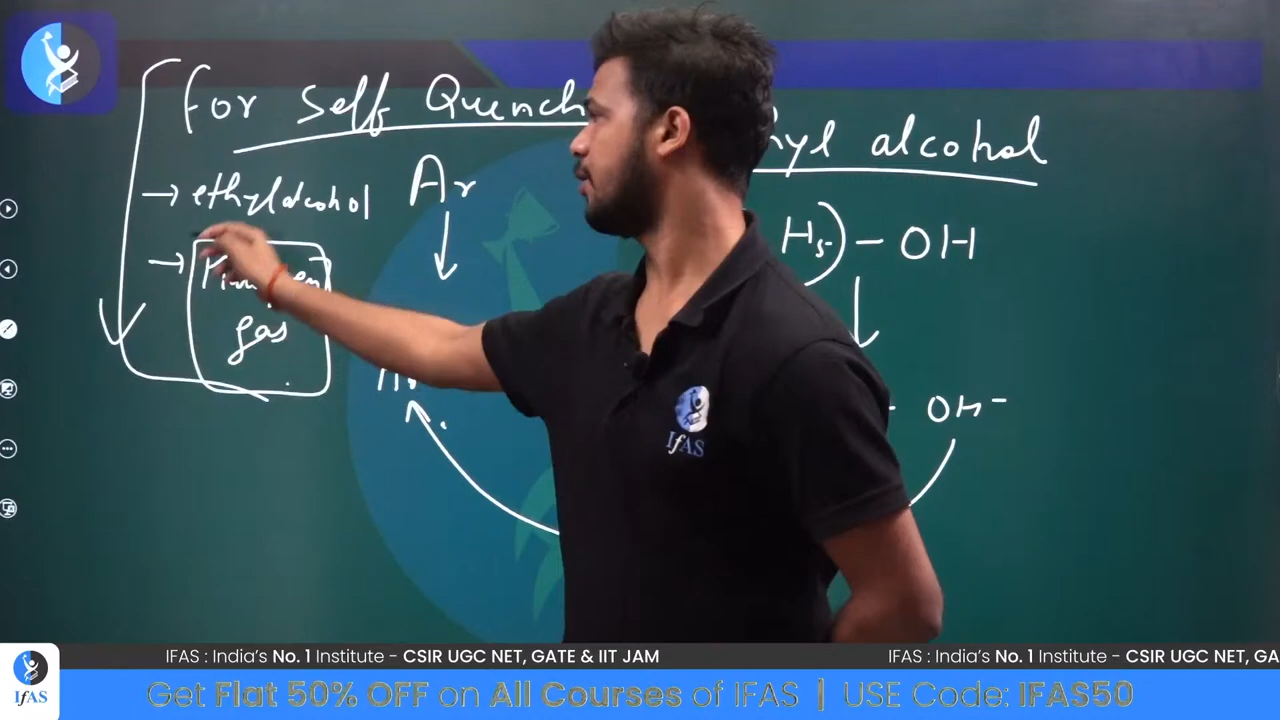 for Self Quench
hyl alcohol
→ ethylalcohol
Ar
H₅-) – OH
→
gas
OH⁻
IfAS
IFAS : India's No. 1 Institute - CSIR UGC NET, GATE & IIT JAM
IFAS : India's No. 1 Institute - CSIR UGC NET, GA
IfAS
Get Flat 50% OFF on All Courses of IFAS | USE Code: IFAS50